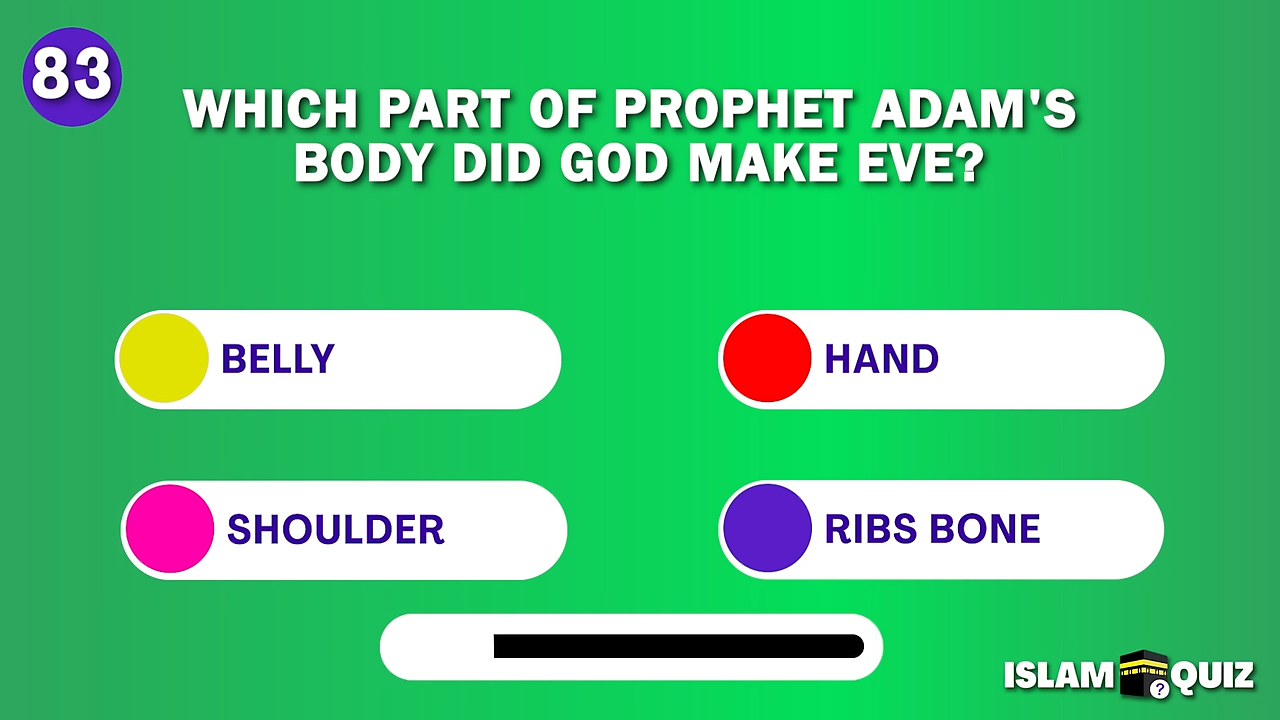 83
WHICH PART OF PROPHET ADAM'S
BODY DID GOD MAKE EVE?
BELLY
HAND
SHOULDER
RIBS BONE
ISLAM ? QUIZ